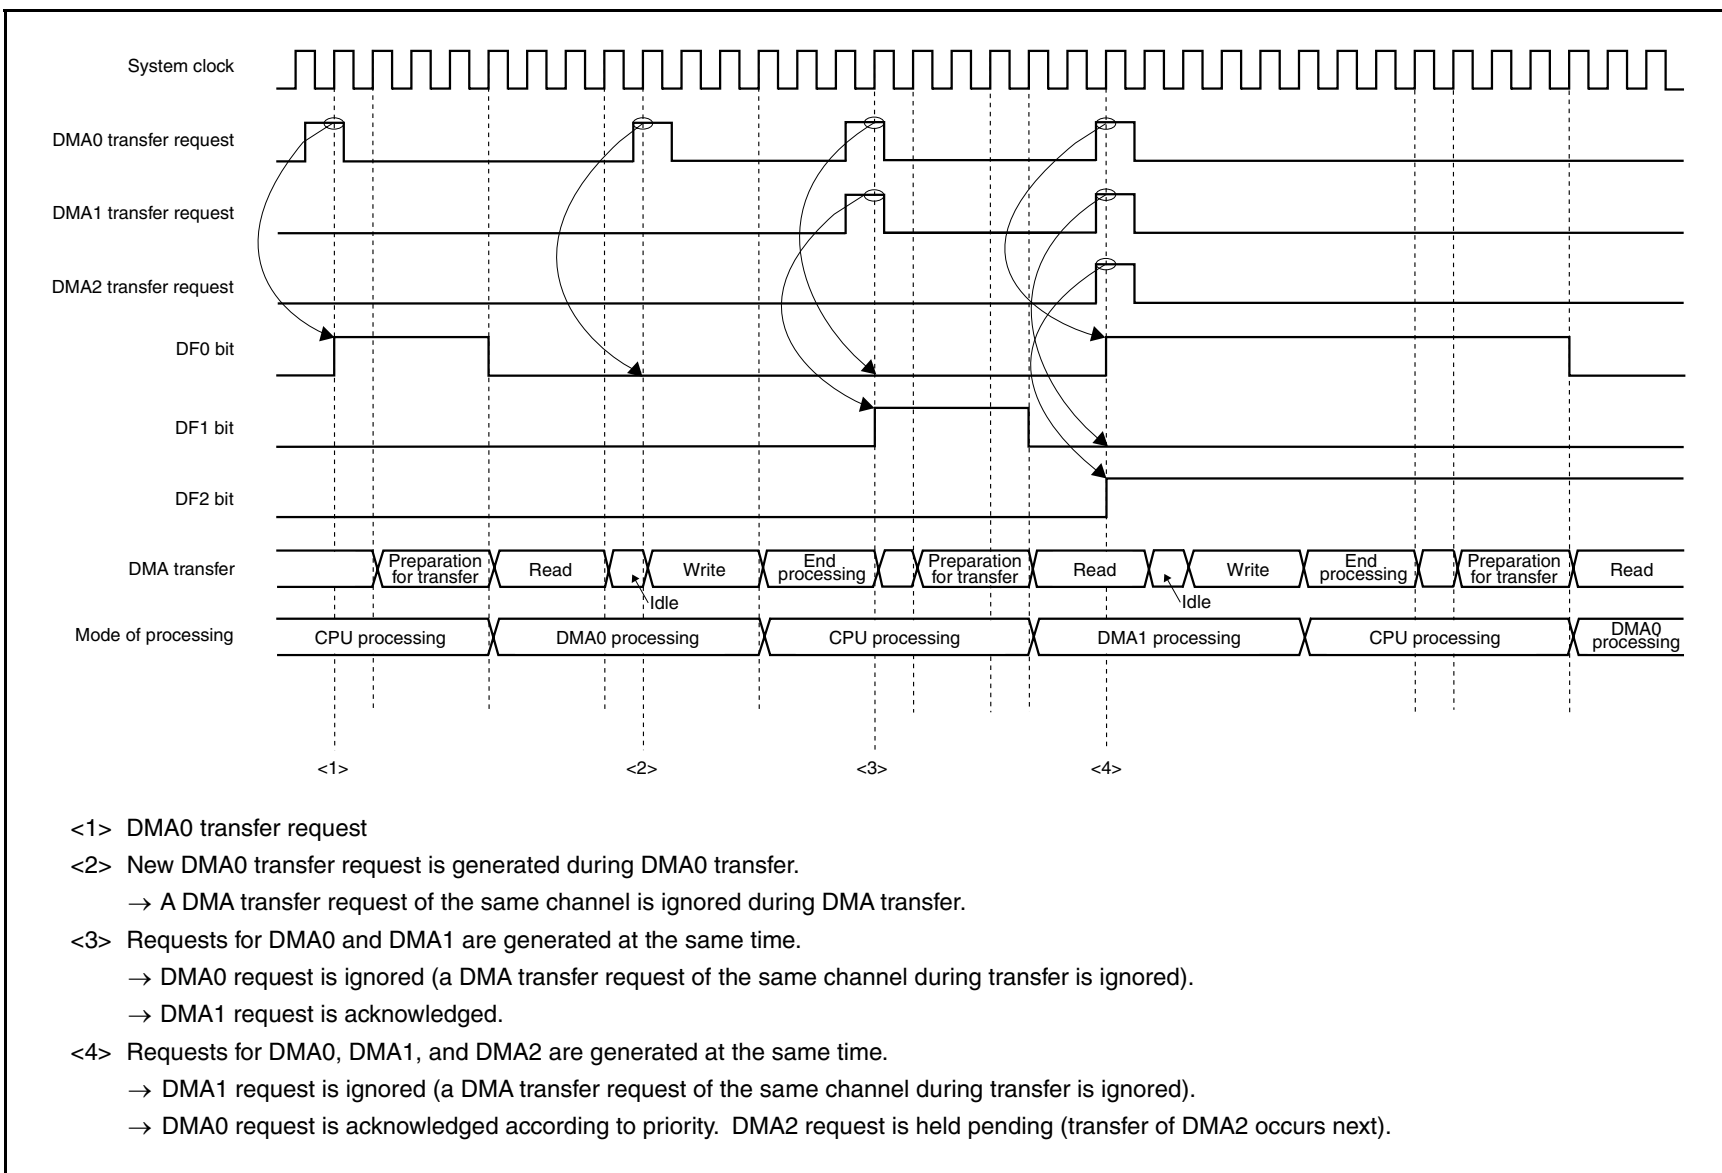 System clock
DMA0 transfer request
DMA1 transfer request
DMA2 transfer request
DF0 bit
DF1 bit
DF2 bit
DMA transfer
Preparation
for transfer
Read
Idle
Write
End
processing
Preparation
for transfer
Read
Idle
Write
End
processing
Preparation
for transfer
Read
Mode of processing
CPU processing
DMA0 processing
CPU processing
DMA1 processing
CPU processing
DMA0
processing
<1>
<2>
<3>
<4>
<1> DMA0 transfer request
<2> New DMA0 transfer request is generated during DMA0 transfer.
→ A DMA transfer request of the same channel is ignored during DMA transfer.
<3> Requests for DMA0 and DMA1 are generated at the same time.
→ DMA0 request is ignored (a DMA transfer request of the same channel during transfer is ignored).
→ DMA1 request is acknowledged.
<4> Requests for DMA0, DMA1, and DMA2 are generated at the same time.
→ DMA1 request is ignored (a DMA transfer request of the same channel during transfer is ignored).
→ DMA0 request is acknowledged according to priority. DMA2 request is held pending (transfer of DMA2 occurs next).